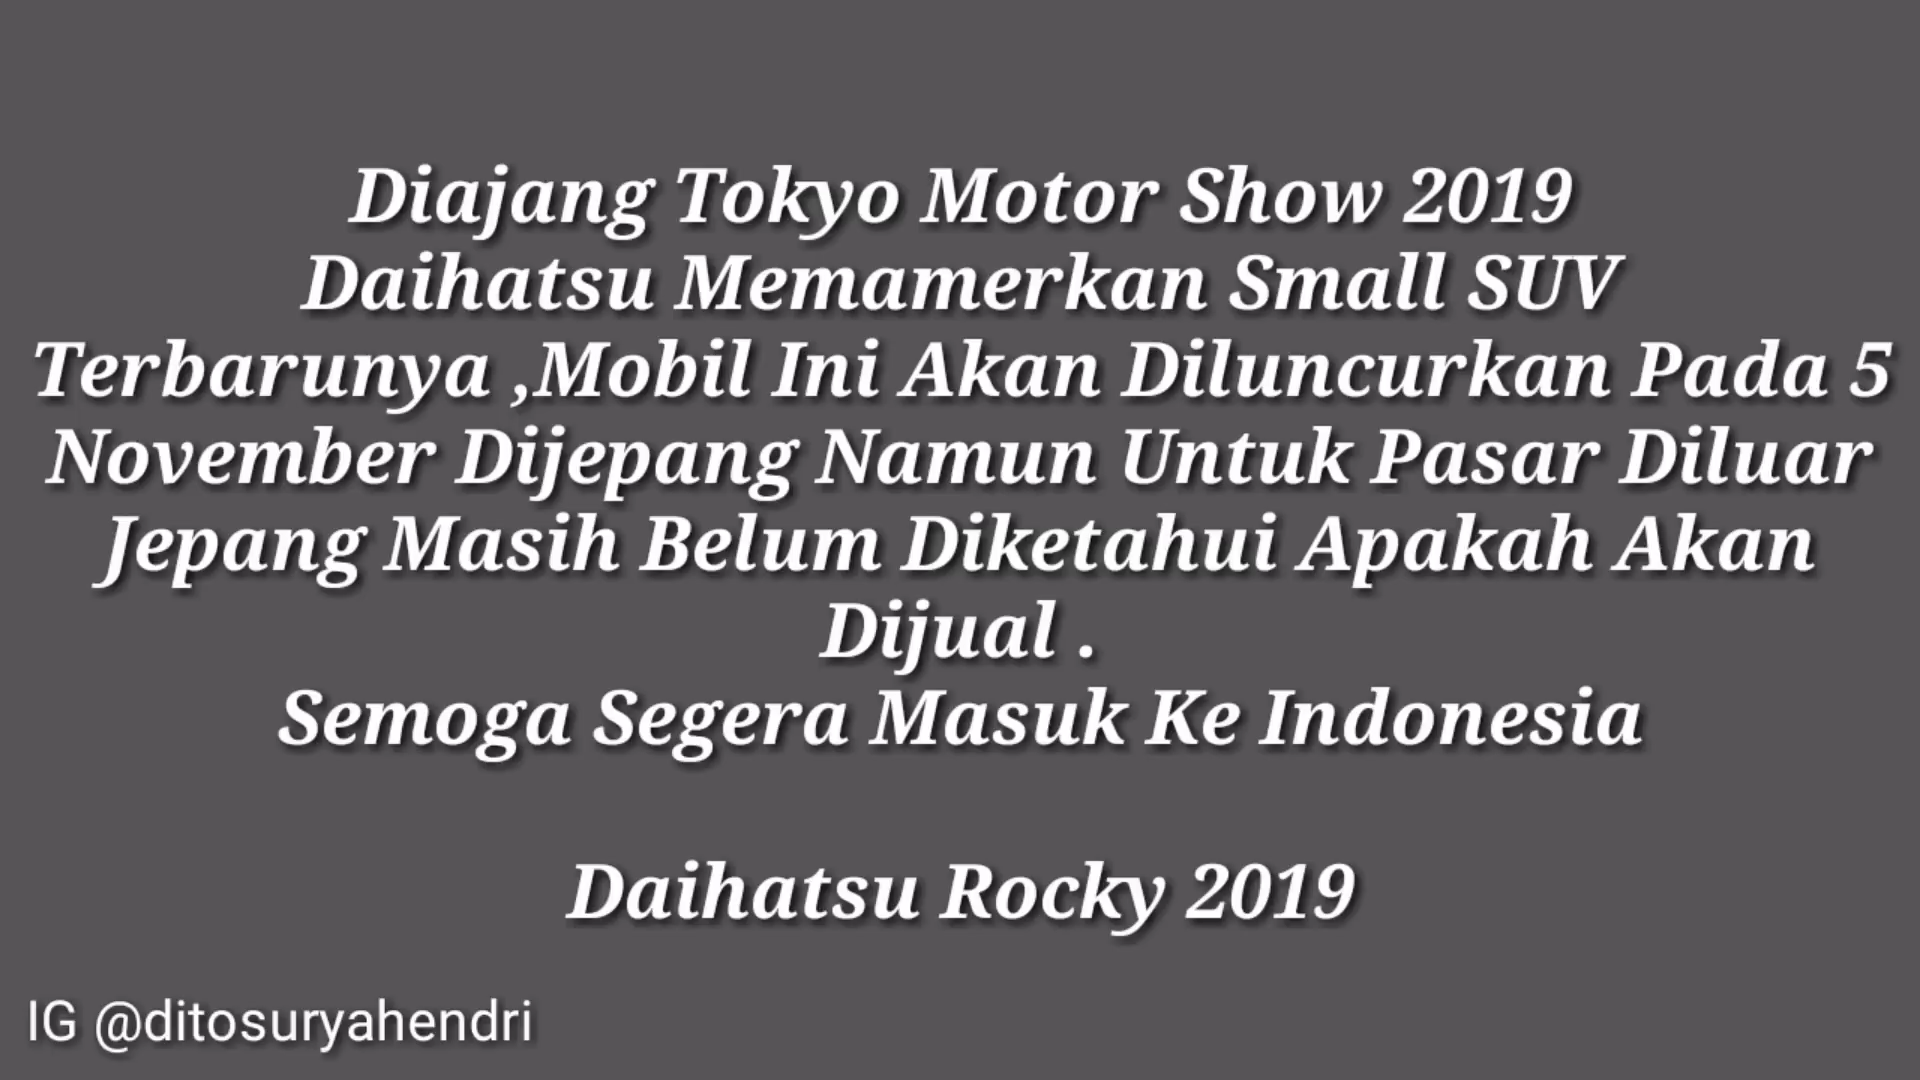 Diajang Tokyo Motor Show 2019
Daihatsu Memamerkan Small SUV
Terbarunya ,Mobil Ini Akan Diluncurkan Pada 5
November Dijepang Namun Untuk Pasar Diluar
Jepang Masih Belum Diketahui Apakah Akan
Dijual .
Semoga Segera Masuk Ke Indonesia
Daihatsu Rocky 2019
IG @ditosuryahendri